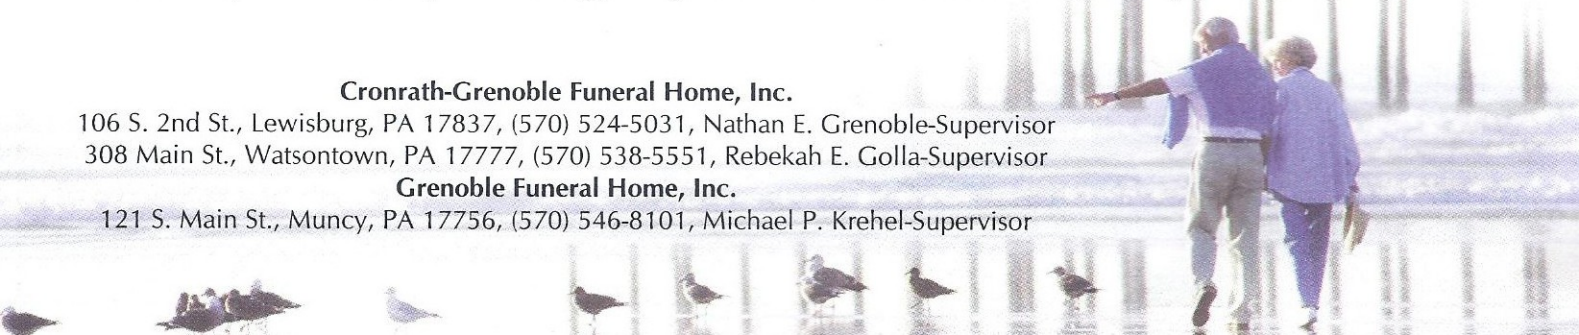 Cronrath-Grenoble Funeral Home, Inc.
106 S. 2nd St., Lewisburg, PA 17837, (570) 524-5031, Nathan E. Grenoble-Supervisor
308 Main St., Watsontown, PA 17777, (570) 538-5551, Rebekah E. Golla-Supervisor
Grenoble Funeral Home, Inc.
121 S. Main St., Muncy, PA 17756, (570) 546-8101, Michael P. Krehel-Supervisor